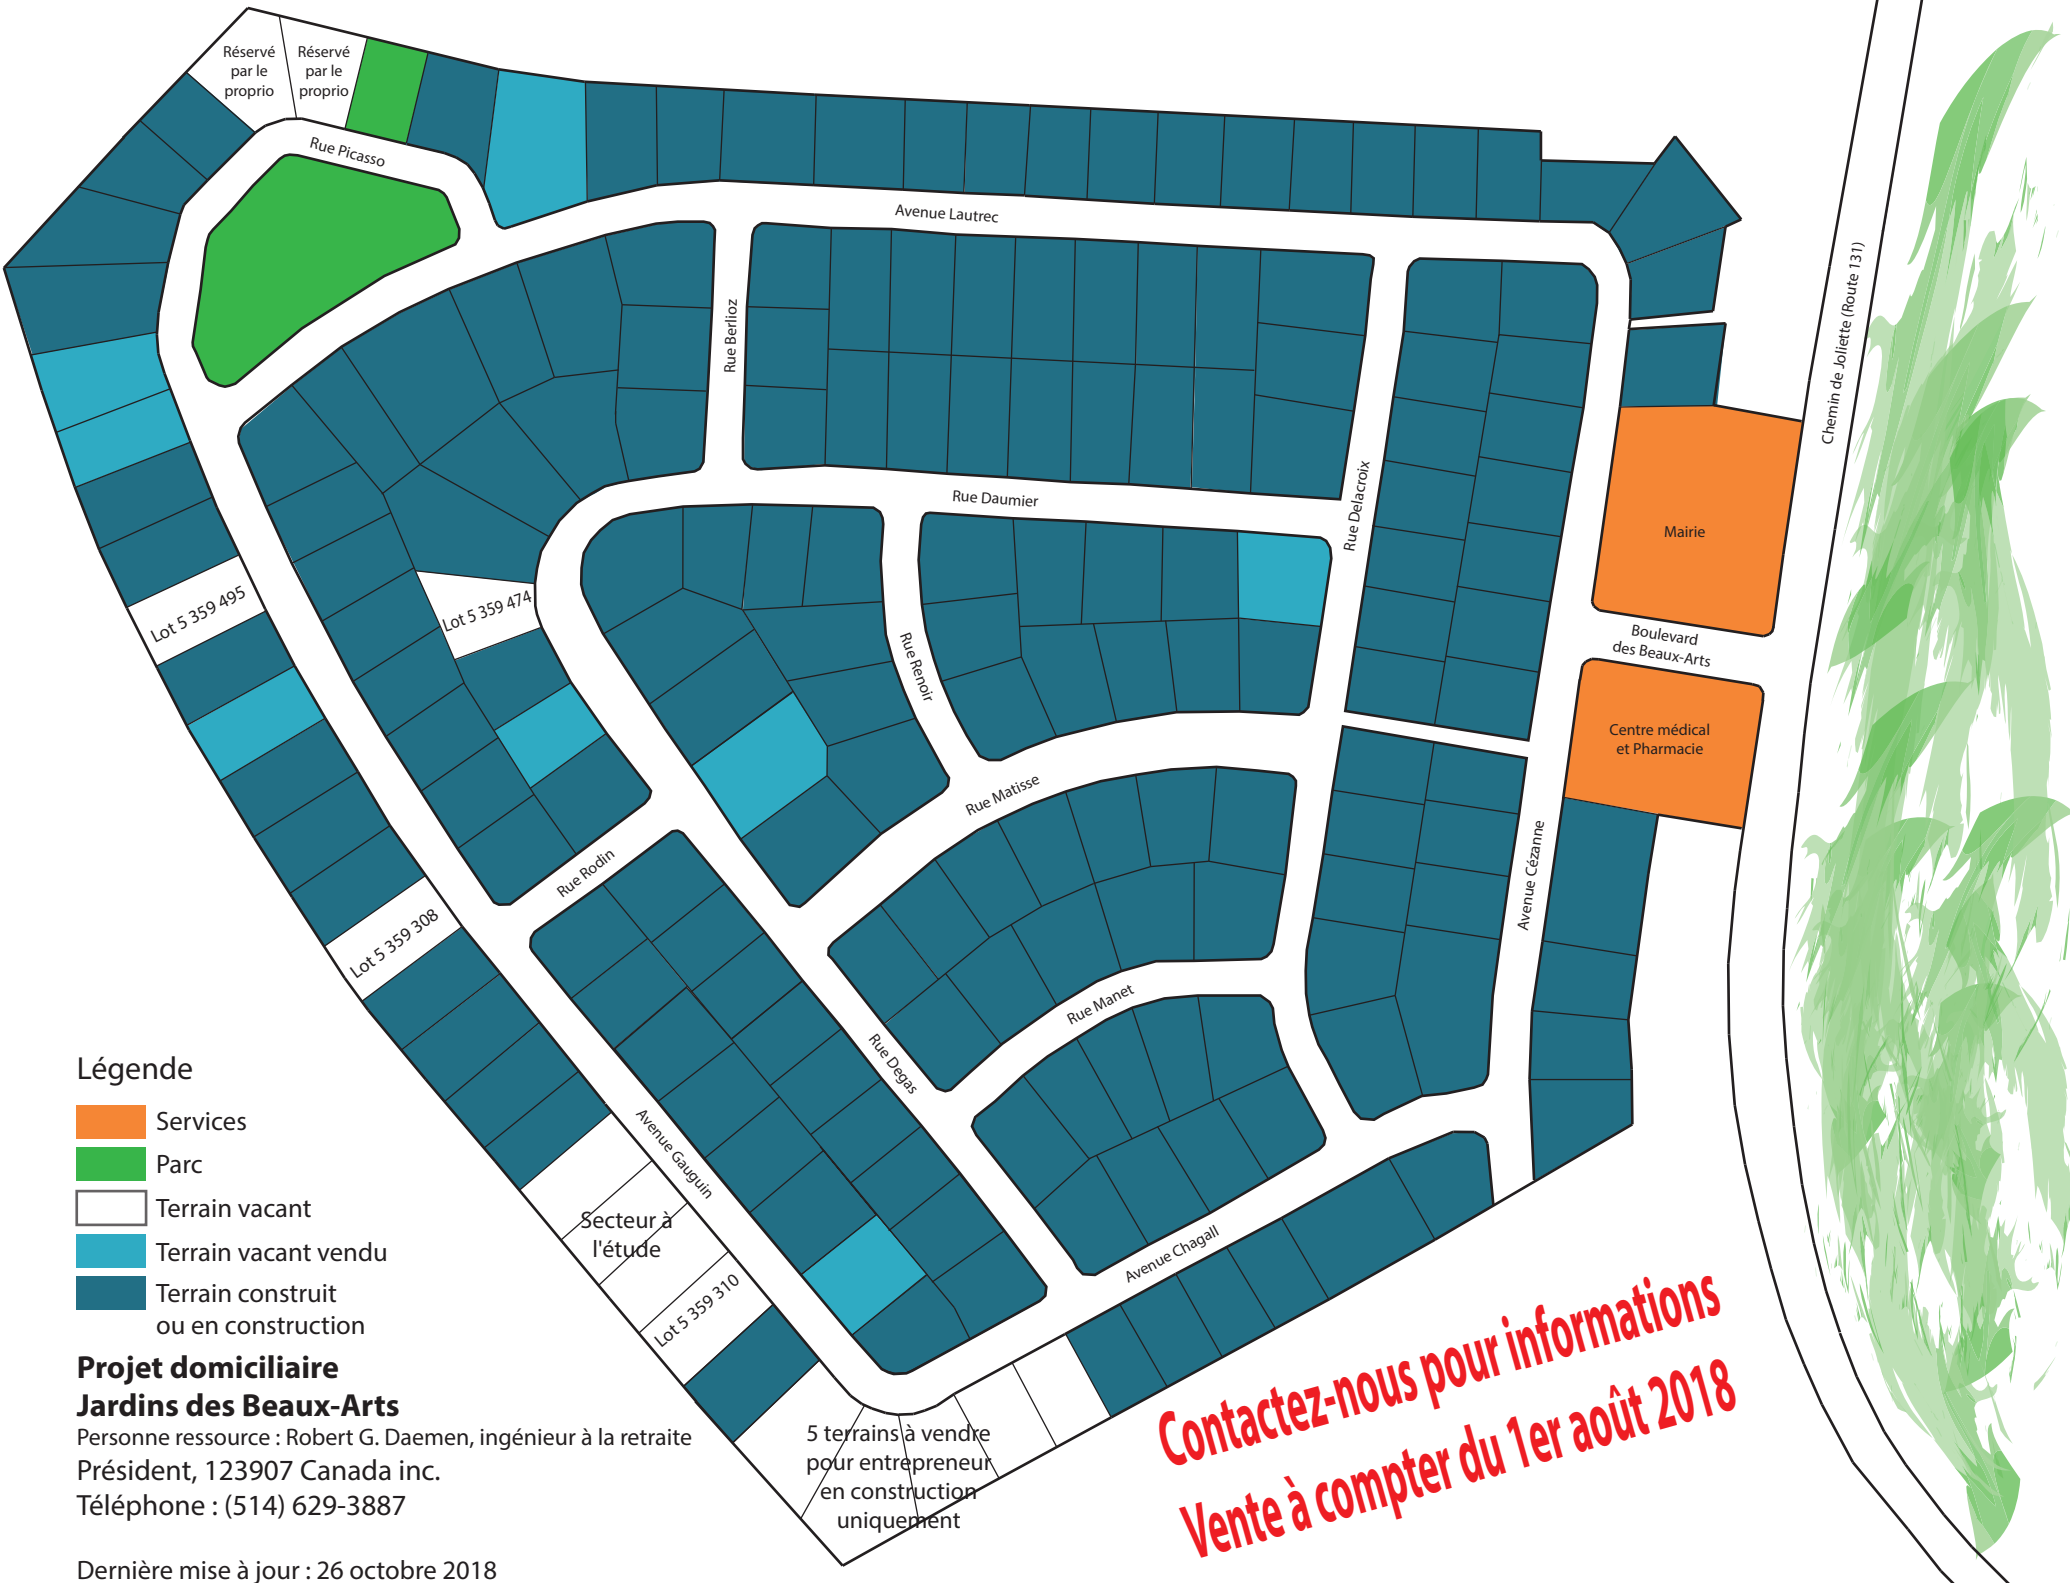 Réservé
par le
proprio
Réservé
par le
proprio
Rue Picasso
Avenue Lautrec
Rue Berlioz
Chemin de Joliette (Route 131)
Rue Daumier
Rue Delacroix
Mairie
Lot 5 359 495
Lot 5 359 474
Rue Renoir
Boulevard
des Beaux-Arts
Centre médical
et Pharmacie
Rue Matisse
Rue Rodin
Avenue Cézanne
Lot 5 359 308
Rue Manet
Rue Degas
Avenue Gauguin
Secteur à
l'étude
Avenue Chagall
Lot 5 359 310
5 terrains à vendre
pour entrepreneur
en construction
uniquement
Légende
Services
Parc
Terrain vacant
Terrain vacant vendu
Terrain construit
ou en construction
Projet domiciliaire
Jardins des Beaux-Arts
Personne ressource : Robert G. Daemen, ingénieur à la retraite
Président, 123907 Canada inc.
Téléphone : (514) 629-3887
Dernière mise à jour : 26 octobre 2018
Contactez-nous pour informations
Vente à compter du 1er août 2018